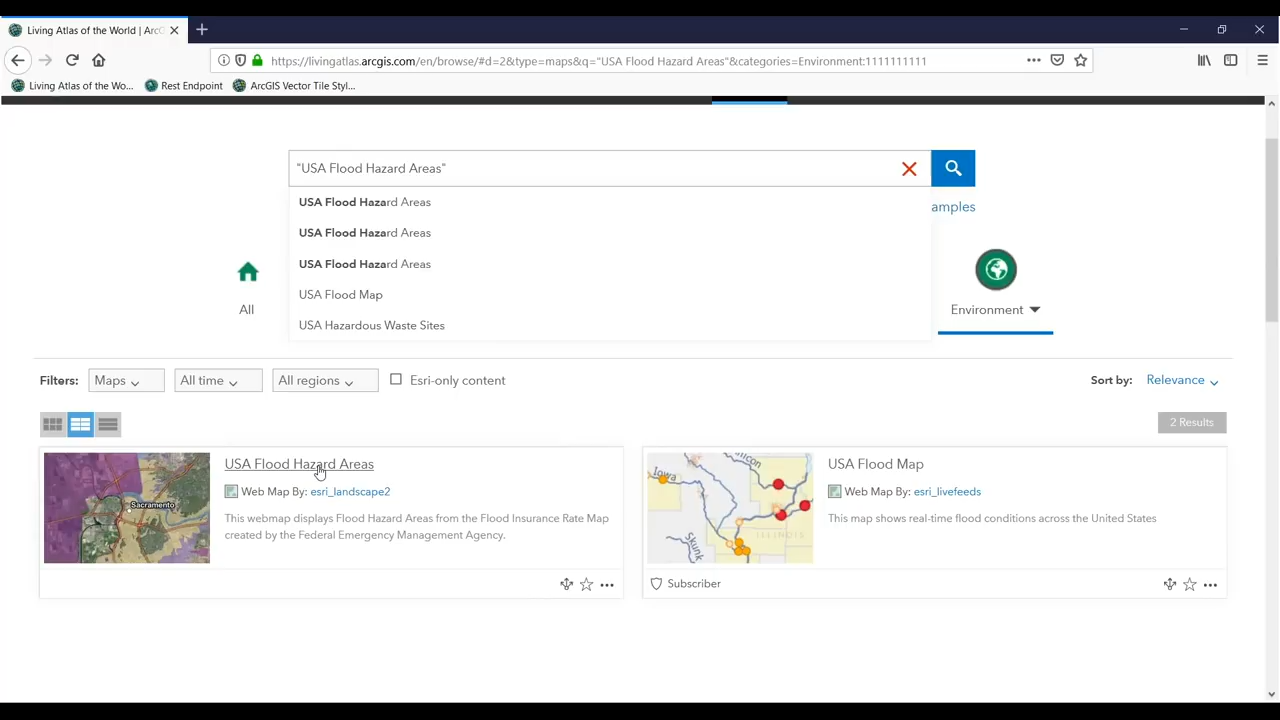 Living Atlas of the World | ArcG
https://livingatlas.arcgis.com/en/browse/#d=2&type=maps&q="USA Flood Hazard Areas"&categories=Environment:1111111111
Living Atlas of the Wo... Rest Endpoint ArcGIS Vector Tile Styl...
"USA Flood Hazard Areas"
USA Flood Hazard Areas
amples
USA Flood Hazard Areas
USA Flood Hazard Areas
USA Flood Map
USA Hazardous Waste Sites
All
Environment
Filters: Maps All time All regions Esri-only content Sort by: Relevance
2 Results
USA Flood Hazard Areas
Web Map By: esri_landscape2
This webmap displays Flood Hazard Areas from the Flood Insurance Rate Map
created by the Federal Emergency Management Agency.
Sacramento
USA Flood Map
Web Map By: esri_livefeeds
This map shows real-time flood conditions across the United States
Iowa
Skunk
ILLINOIS
Subscriber